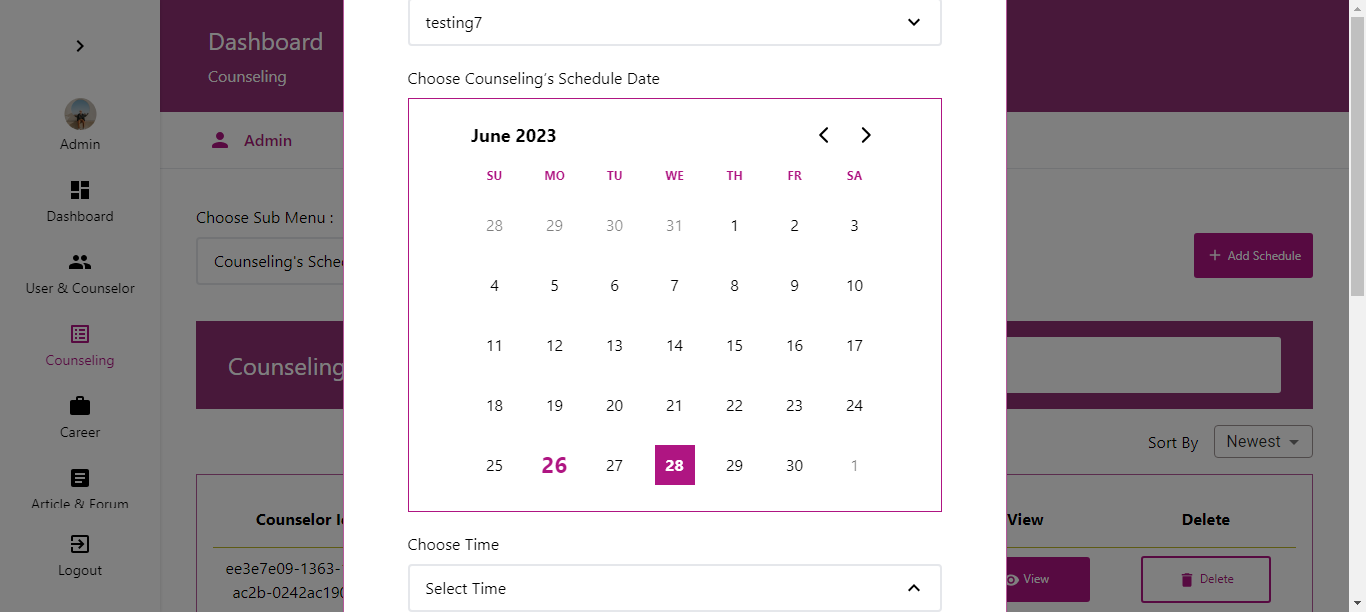 Admin
Dashboard
User & Counselor
Counseling
Career
Article & Forum
Logout
Dashboard
Counseling
Admin
Choose Sub Menu :
Counseling's
Add Schedule
Counseling
Sort By
Newest
Counselor
View
Delete
ee3e7e09-1363-
ac2b-0242ac190
View
Delete
testing7
Choose Counseling's Schedule Date
June 2023
SU MO TU WE TH FR SA
28 29 30 31 1 2 3
4 5 6 7 8 9 10
11 12 13 14 15 16 17
18 19 20 21 22 23 24
25 26 27 28 29 30 1
Choose Time
Select Time